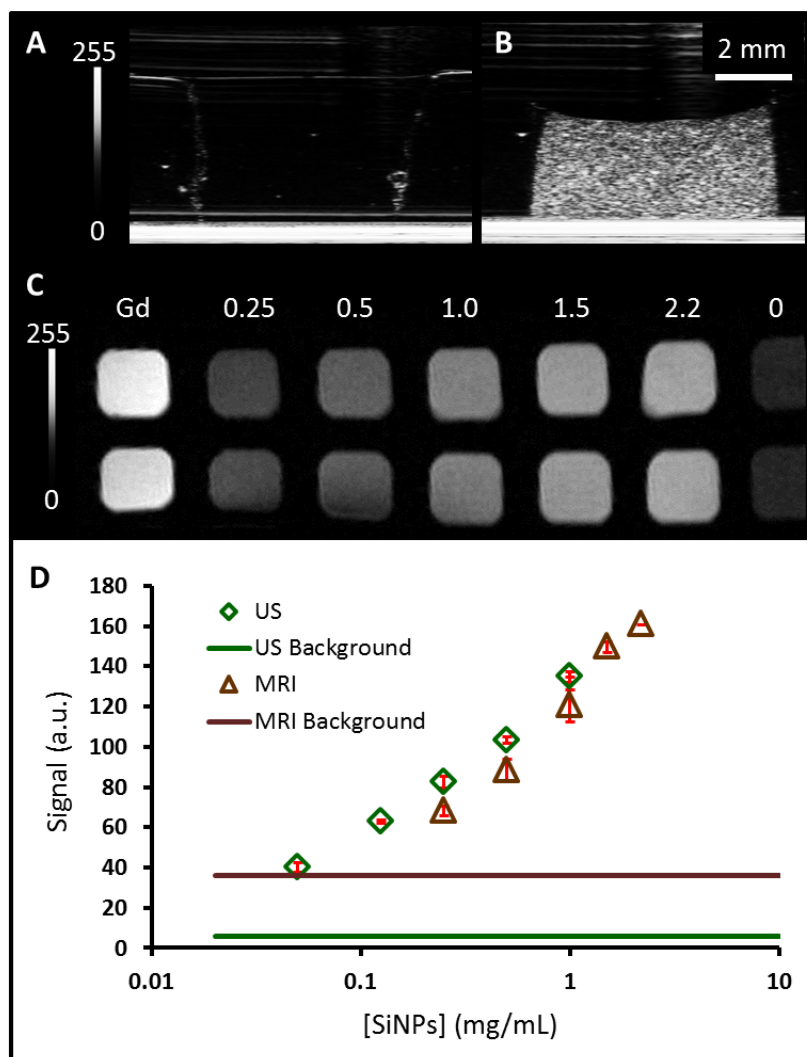 A
B
255
0
2 mm
C
Gd 0.25 0.5 1.0 1.5 2.2 0
255
0
D
180
160
140
120
100
80
60
40
20
0
US
US Background
MRI
MRI Background
Signal (a.u.)
0.01 0.1 1 10
[SiNPs] (mg/mL)